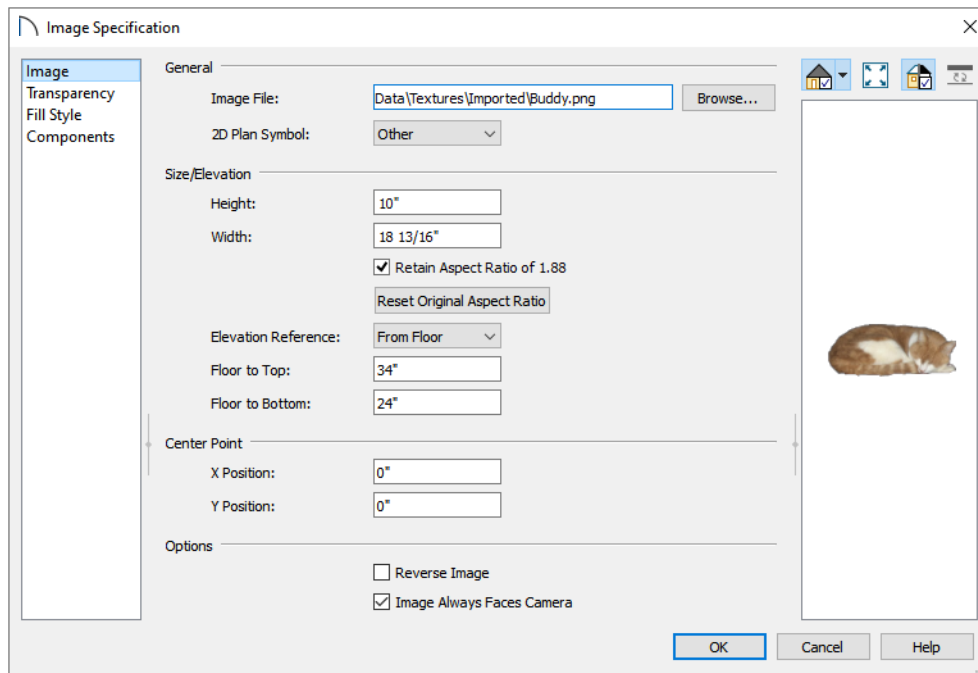 Image Specification
Image
Transparency
Fill Style
Components
General
Image File: Data\Textures\Imported\Buddy.png Browse...
2D Plan Symbol: Other
Size/Elevation
Height: 10"
Width: 18 13/16"
Retain Aspect Ratio of 1.88
Reset Original Aspect Ratio
Elevation Reference: From Floor
Floor to Top: 34"
Floor to Bottom: 24"
Center Point
X Position: 0"
Y Position: 0"
Options
Reverse Image
Image Always Faces Camera
OK Cancel Help